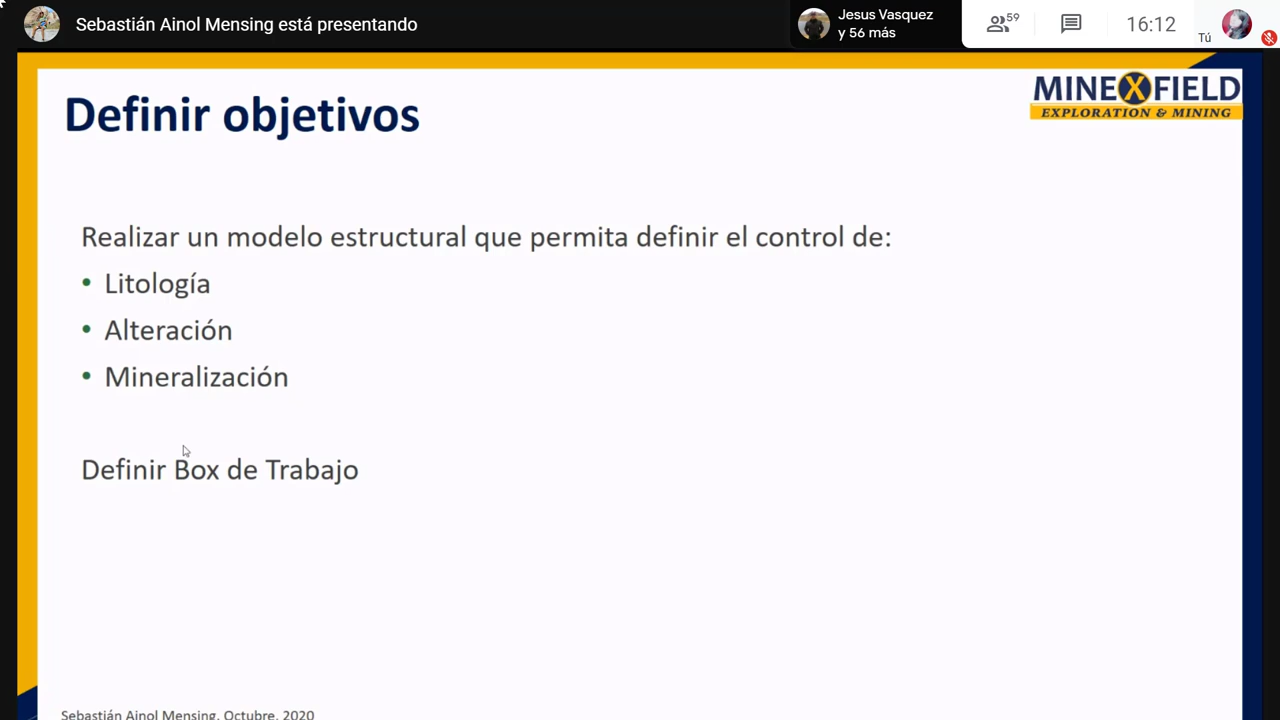 Sebastián Ainol Mensing está presentando
Jesus Vasquez
y 56 más
59
16:12
Tú
Definir objetivos
MINEXFIELD
EXPLORATION & MINING
Realizar un modelo estructural que permita definir el control de:
• Litología
• Alteración
• Mineralización
Definir Box de Trabajo
Sebastián Ainol Mensing, Octubre, 2020